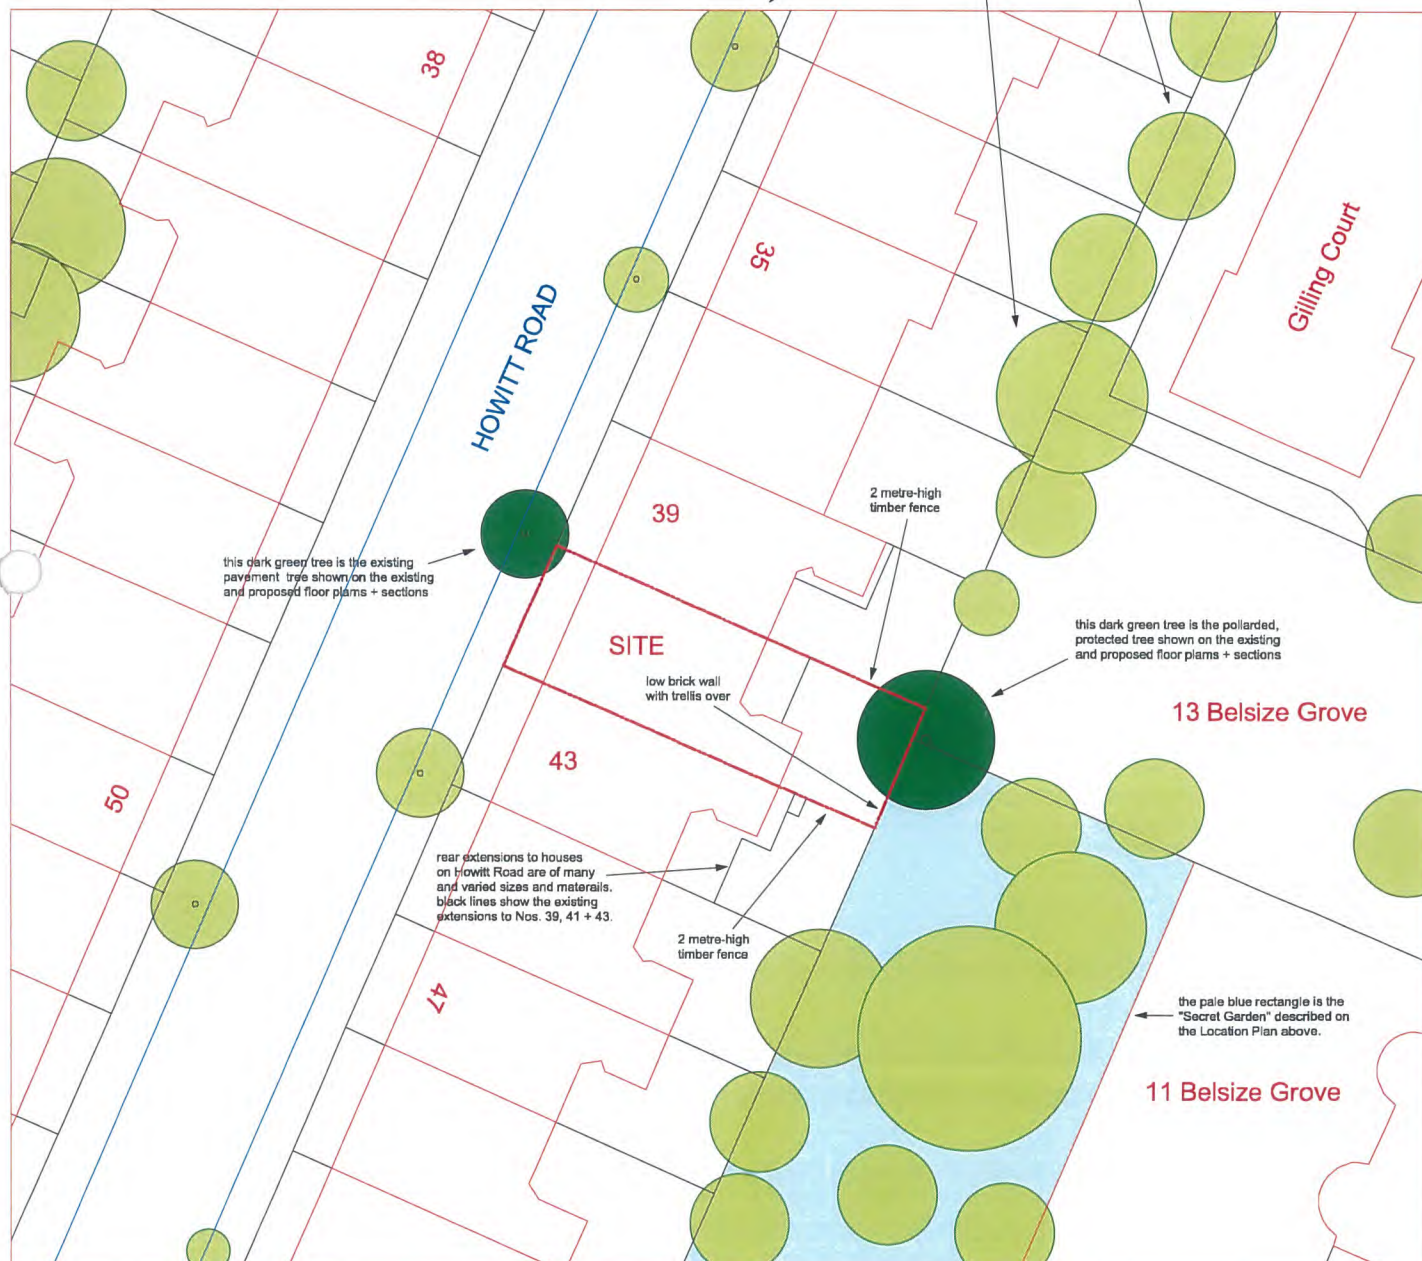 38
35
Gilling Court
HOWITT ROAD
39
2 metre-high
timber fence
this dark green tree is the existing
pavement tree shown on the existing
and proposed floor plams + sections
SITE
this dark green tree is the pollarded,
protected tree shown on the existing
and proposed floor plams + sections
low brick wall
with trellis over
13 Belsize Grove
43
50
rear extensions to houses
on Howitt Road are of many
and varied sizes and materails.
black lines show the existing
extensions to Nos. 39, 41 + 43.
2 metre-high
timber fence
47
the pale blue rectangle is the
"Secret Garden" described on
the Location Plan above.
11 Belsize Grove